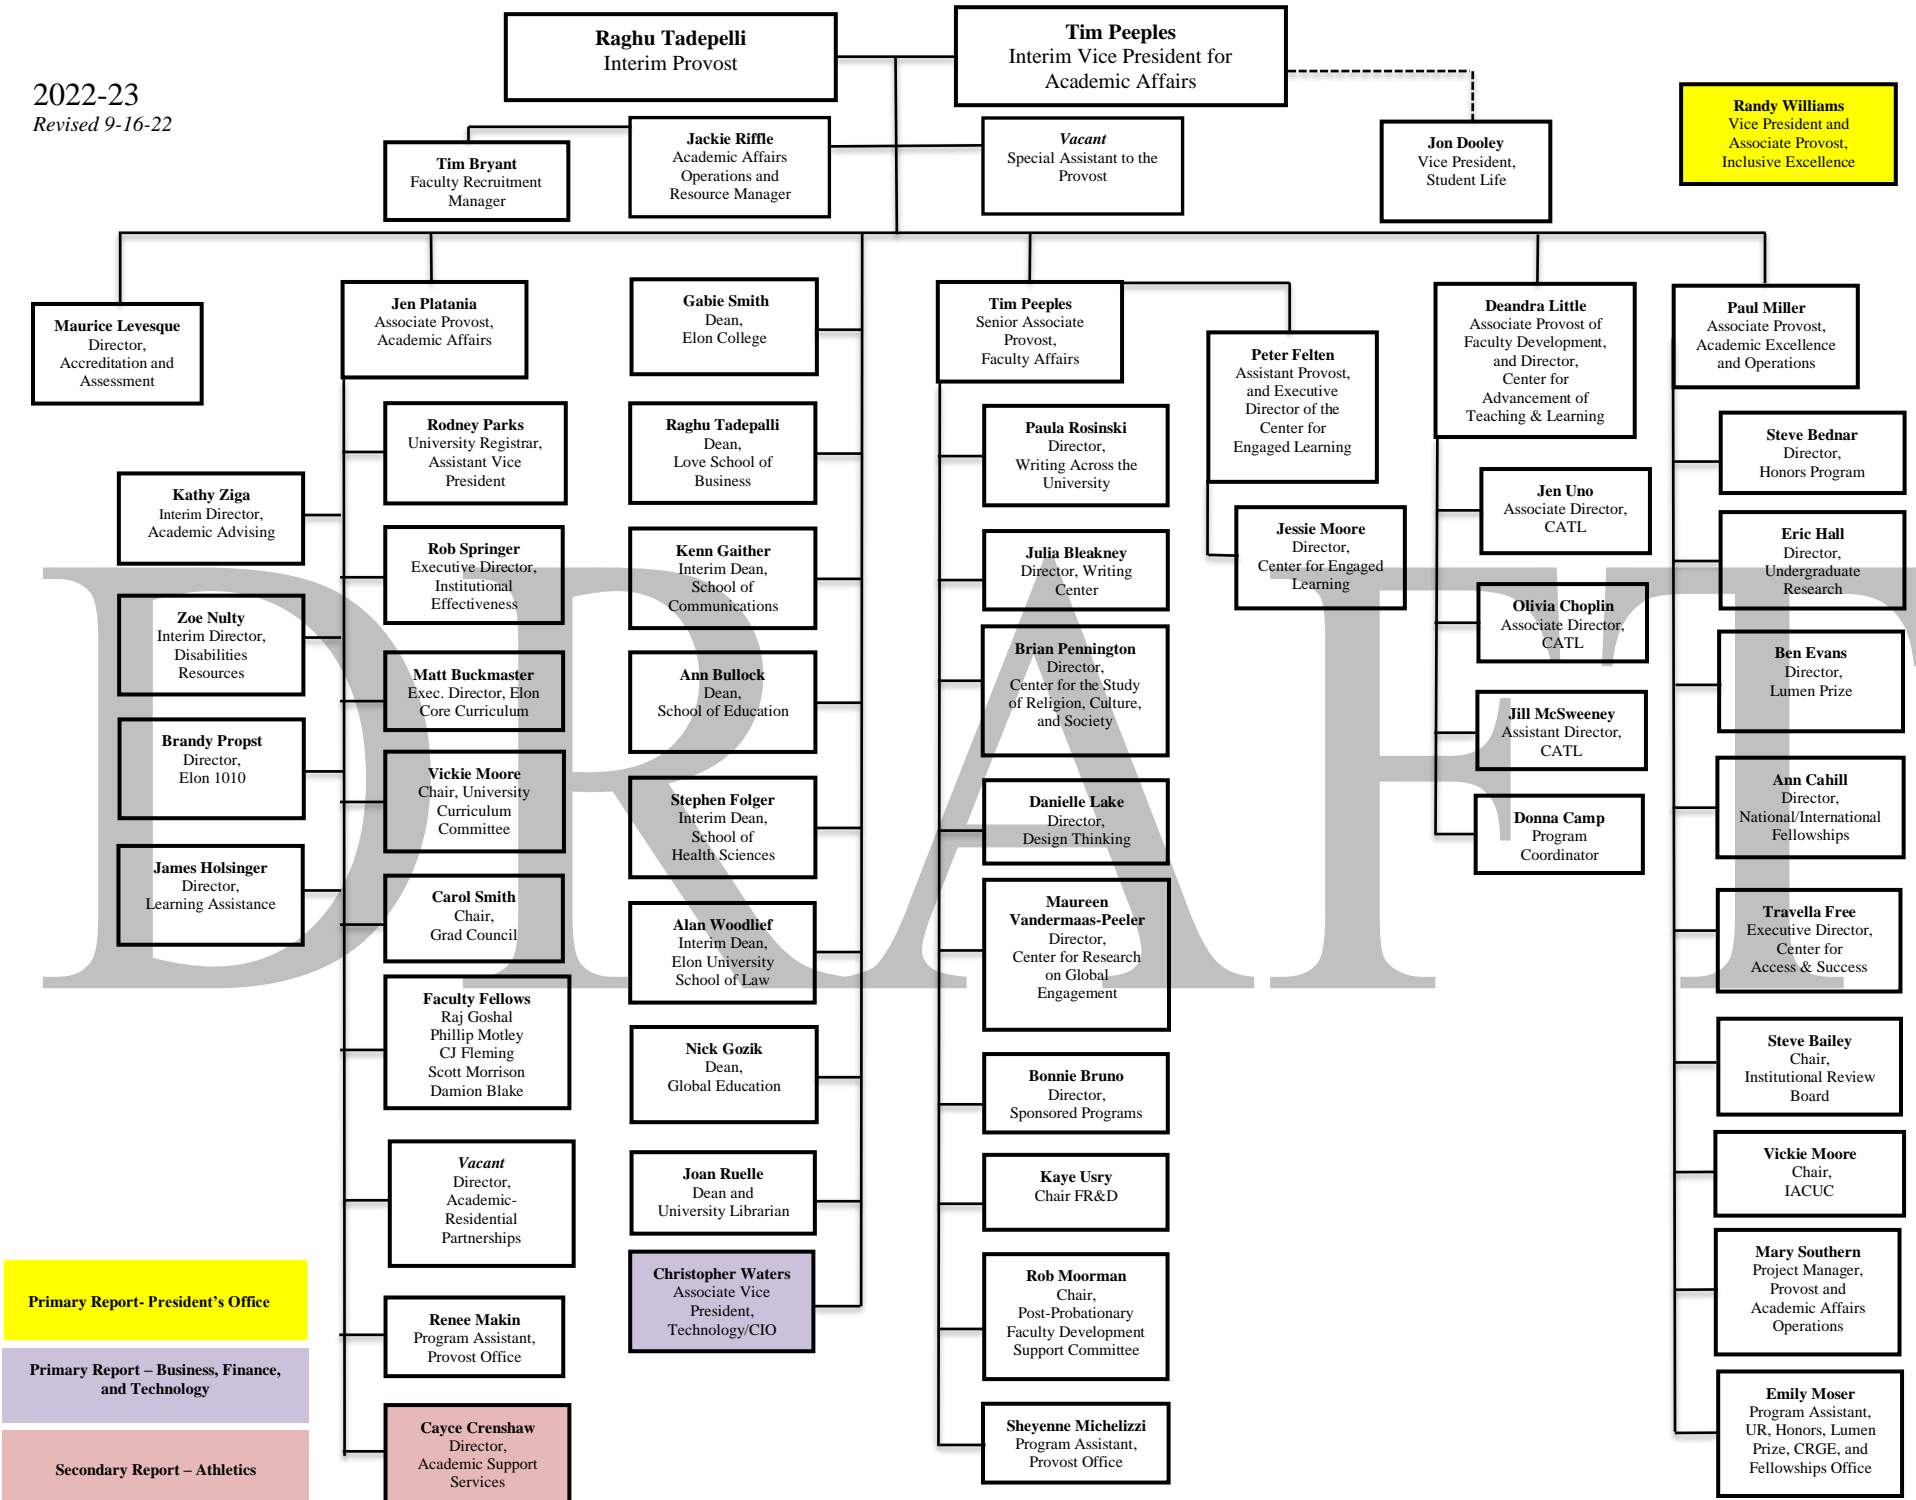 Raghu Tadepelli
Interim Provost
Tim Peeples
Interim Vice President for
Academic Affairs
2022-23
Revised 9-16-22
Randy Williams
Vice President and
Associate Provost,
Inclusive Excellence
Tim Bryant
Faculty Recruitment
Manager
Jackie Riffle
Academic Affairs
Operations and
Resource Manager
Vacant
Special Assistant to the
Provost
Jon Dooley
Vice President,
Student Life
Maurice Levesque
Director,
Accreditation and
Assessment
Jen Platania
Associate Provost,
Academic Affairs
Kathy Ziga
Interim Director,
Academic Advising
Zoe Nulty
Interim Director,
Disabilities
Resources
Brandy Propst
Director,
Elon 1010
James Holsinger
Director,
Learning Assistance
Rodney Parks
University Registrar,
Assistant Vice
President
Rob Springer
Executive Director,
Institutional
Effectiveness
Matt Buckmaster
Exec. Director, Elon
Core Curriculum
Vickie Moore
Chair, University
Curriculum
Committee
Carol Smith
Chair,
Grad Council
Faculty Fellows
Raj Goshal
Phillip Motley
CJ Fleming
Scott Morrison
Damion Blake
Vacant
Director,
Academic-
Residential
Partnerships
Renee Makin
Program Assistant,
Provost Office
Cayce Crenshaw
Director,
Academic Support
Services
Gabie Smith
Dean,
Elon College
Raghu Tadepalli
Dean,
Love School of
Business
Kenn Gaither
Interim Dean,
School of
Communications
Ann Bullock
Dean,
School of Education
Stephen Folger
Interim Dean,
School of
Health Sciences
Alan Woodlief
Interim Dean,
Elon University
School of Law
Nick Gozik
Dean,
Global Education
Joan Ruelle
Dean and
University Librarian
Christopher Waters
Associate Vice
President,
Technology/CIO
Tim Peeples
Senior Associate
Provost,
Faculty Affairs
Paula Rosinski
Director,
Writing Across the
University
Julia Bleakney
Director, Writing
Center
Brian Pennington
Director,
Center for the Study
of Religion, Culture,
and Society
Danielle Lake
Director,
Design Thinking
Maureen
Vandermaas-Peeler
Director,
Center for Research
on Global
Engagement
Bonnie Bruno
Director,
Sponsored Programs
Kaye Usry
Chair FR&D
Rob Moorman
Chair,
Post-Probationary
Faculty Development
Support Committee
Sheyenne Michelizzi
Program Assistant,
Provost Office
Peter Felten
Assistant Provost,
and Executive
Director of the
Center for
Engaged Learning
Jessie Moore
Director,
Center for Engaged
Learning
Deandra Little
Associate Provost of
Faculty Development,
and Director,
Center for
Advancement of
Teaching & Learning
Jen Uno
Associate Director,
CATL
Olivia Choplin
Associate Director,
CATL
Jill McSweeney
Assistant Director,
CATL
Donna Camp
Program
Coordinator
Paul Miller
Associate Provost,
Academic Excellence
and Operations
Steve Bednar
Director,
Honors Program
Eric Hall
Director,
Undergraduate
Research
Ben Evans
Director,
Lumen Prize
Ann Cahill
Director,
National/International
Fellowships
Travella Free
Executive Director,
Center for
Access & Success
Steve Bailey
Chair,
Institutional Review
Board
Vickie Moore
Chair,
IACUC
Mary Southern
Project Manager,
Provost and
Academic Affairs
Operations
Emily Moser
Program Assistant,
UR, Honors, Lumen
Prize, CRGE, and
Fellowships Office
Primary Report- President’s Office
Primary Report – Business, Finance,
and Technology
Secondary Report – Athletics
DRAFT